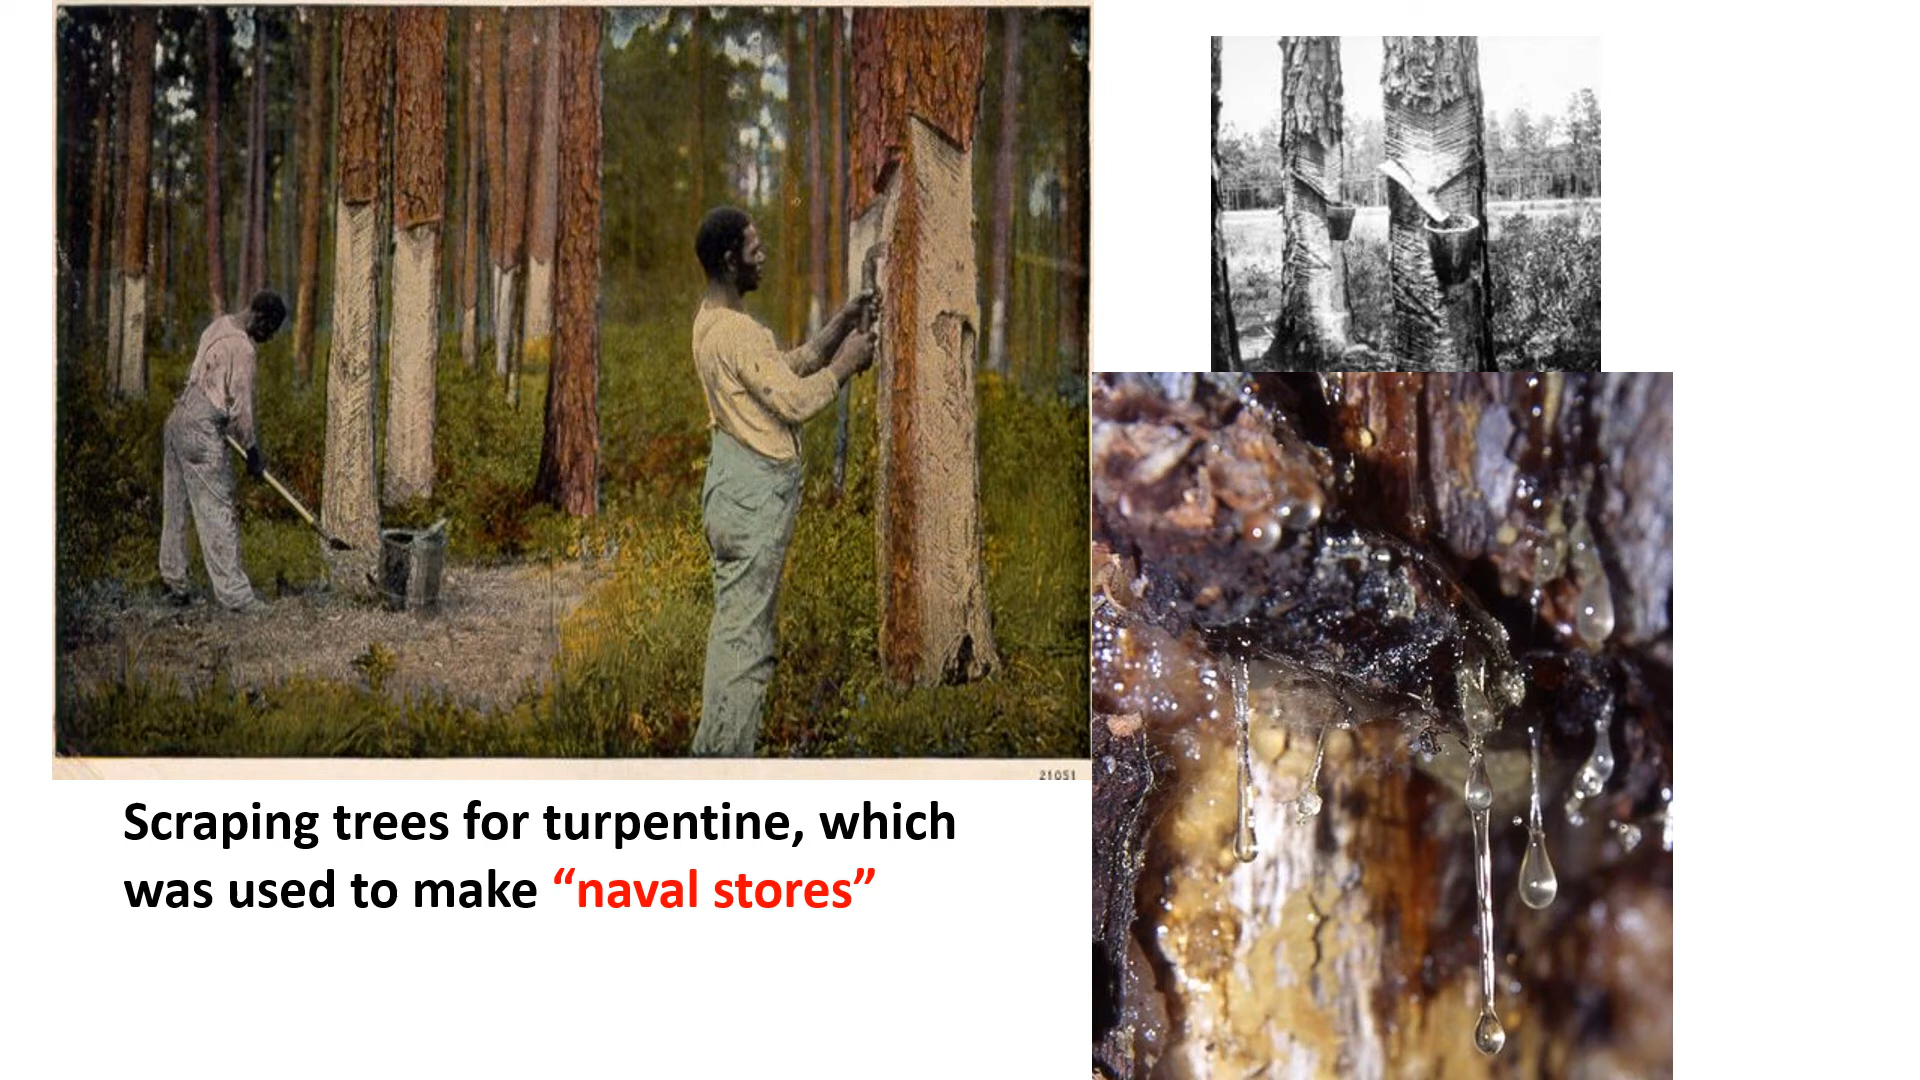 21051
Scraping trees for turpentine, which
was used to make “naval stores”